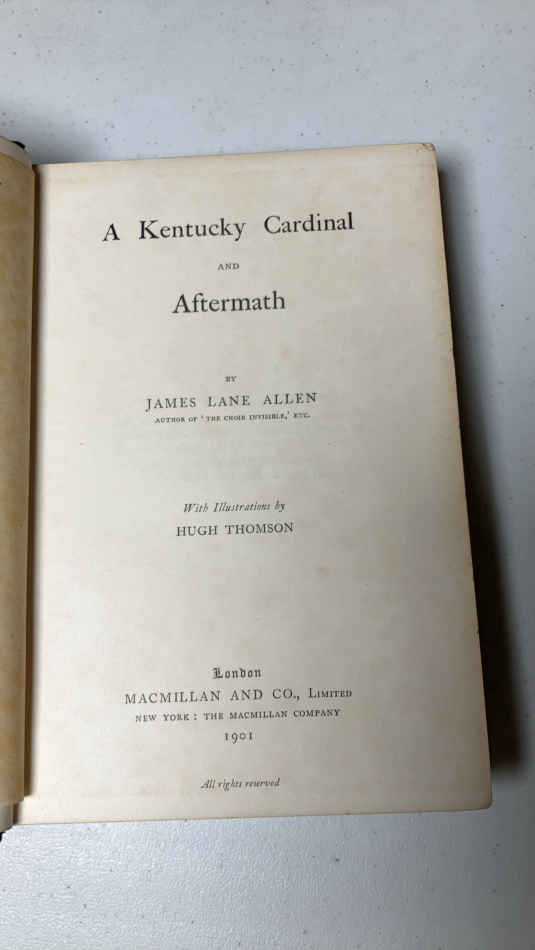 A Kentucky Cardinal
AND
Aftermath
BY
JAMES LANE ALLEN
AUTHOR OF ‘THE CHOIR INVISIBLE,’ ETC.
With Illustrations by
HUGH THOMSON
London
MACMILLAN AND CO., LIMITED
NEW YORK : THE MACMILLAN COMPANY
1901
All rights reserved